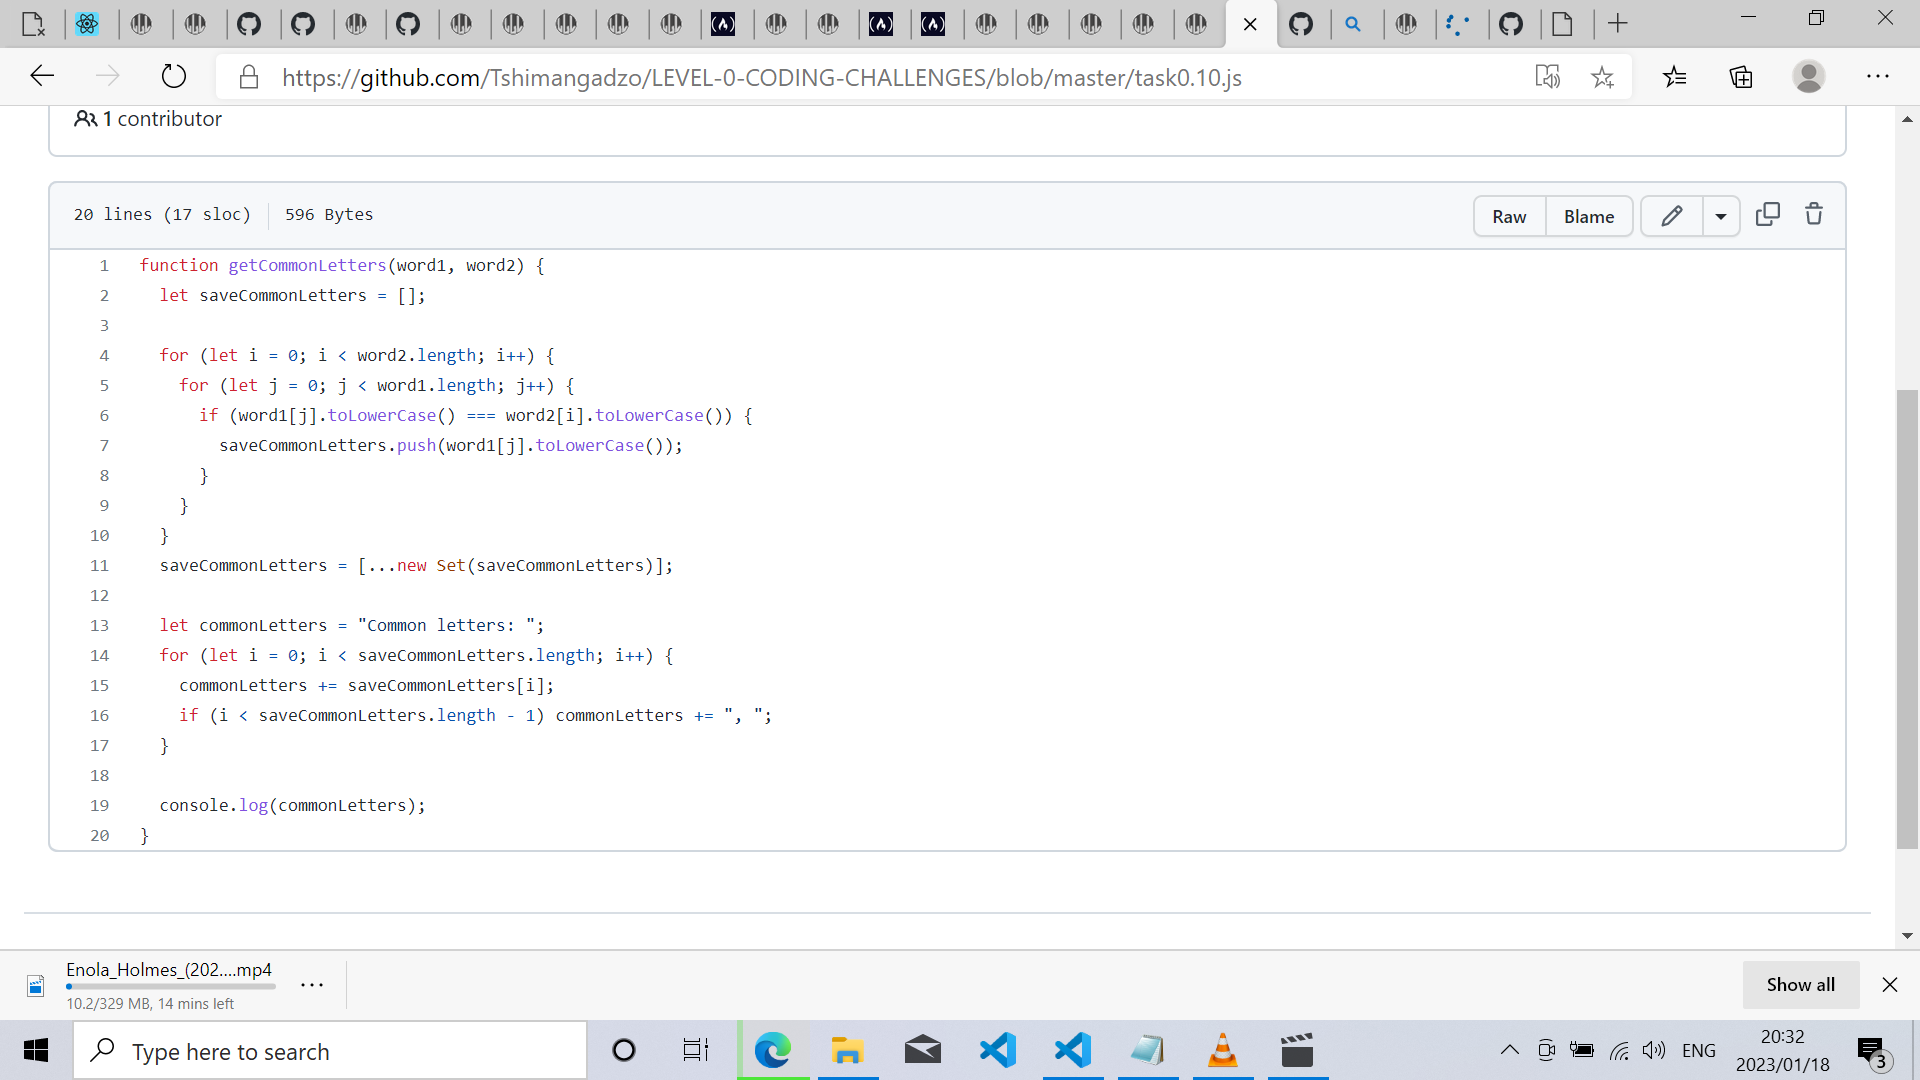 https://github.com/Tshimangadzo/LEVEL-0-CODING-CHALLENGES/blob/master/task0.10.js
1 contributor
20 lines (17 sloc) 596 Bytes
Raw Blame
1 function getCommonLetters(word1, word2) {
2 let saveCommonLetters = [];
3
4 for (let i = 0; i < word2.length; i++) {
5 for (let j = 0; j < word1.length; j++) {
6 if (word1[j].toLowerCase() === word2[i].toLowerCase()) {
7 saveCommonLetters.push(word1[j].toLowerCase());
8 }
9 }
10 }
11 saveCommonLetters = [...new Set(saveCommonLetters)];
12
13 let commonLetters = "Common letters: ";
14 for (let i = 0; i < saveCommonLetters.length; i++) {
15 commonLetters += saveCommonLetters[i];
16 if (i < saveCommonLetters.length - 1) commonLetters += ", ";
17 }
18
19 console.log(commonLetters);
20 }
Enola_Holmes_(202....mp4
10.2/329 MB, 14 mins left
Show all
Type here to search
ENG
20:32
2023/01/18
3